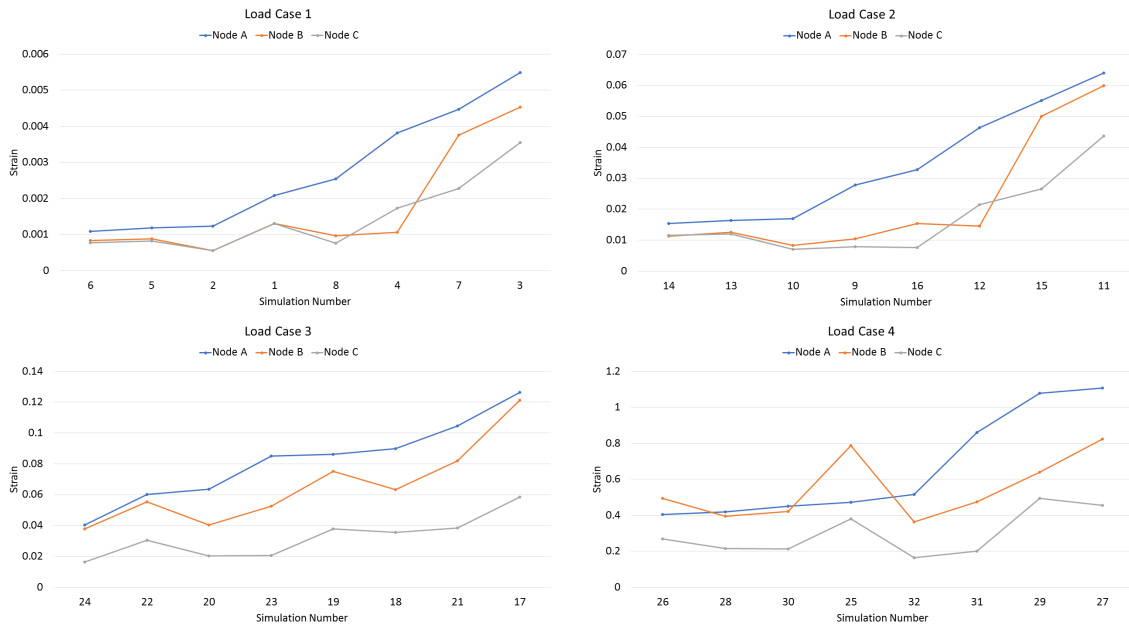 Load Case 1
Node A Node B Node C
0.006
0.005
0.004
0.003
0.002
0.001
0
Strain
6 5 2 1 8 4 7 3
Simulation Number
Load Case 2
Node A Node B Node C
0.07
0.06
0.05
0.04
0.03
0.02
0.01
0
Strain
14 13 10 9 16 12 15 11
Simulation Number
Load Case 3
Node A Node B Node C
0.14
0.12
0.1
0.08
0.06
0.04
0.02
0
Strain
24 22 20 23 19 18 21 17
Simulation Number
Load Case 4
Node A Node B Node C
1.2
1
0.8
0.6
0.4
0.2
0
Strain
26 28 30 25 32 31 29 27
Simulation Number